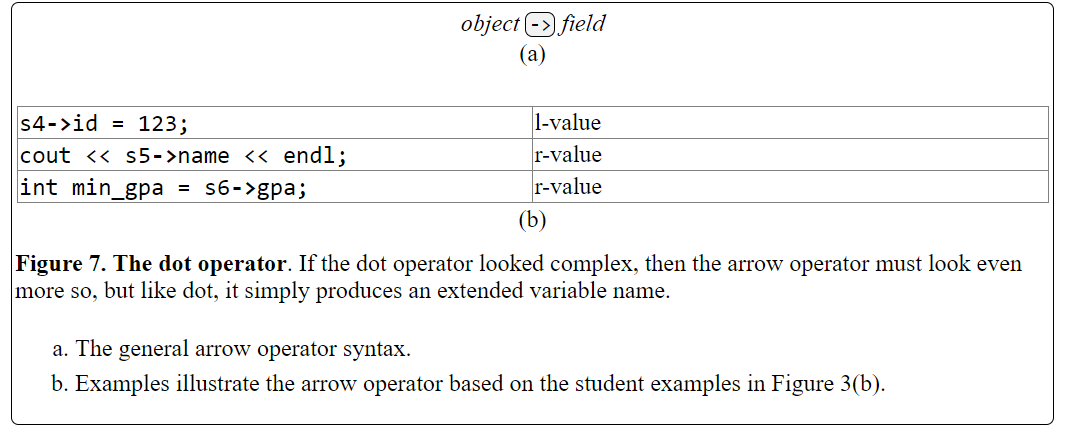 object -> field
(a)
s4->id = 123; l-value
cout << s5->name << endl; r-value
int min_gpa = s6->gpa; r-value
(b)
Figure 7. The dot operator. If the dot operator looked complex, then the arrow operator must look even
more so, but like dot, it simply produces an extended variable name.
a. The general arrow operator syntax.
b. Examples illustrate the arrow operator based on the student examples in Figure 3(b).